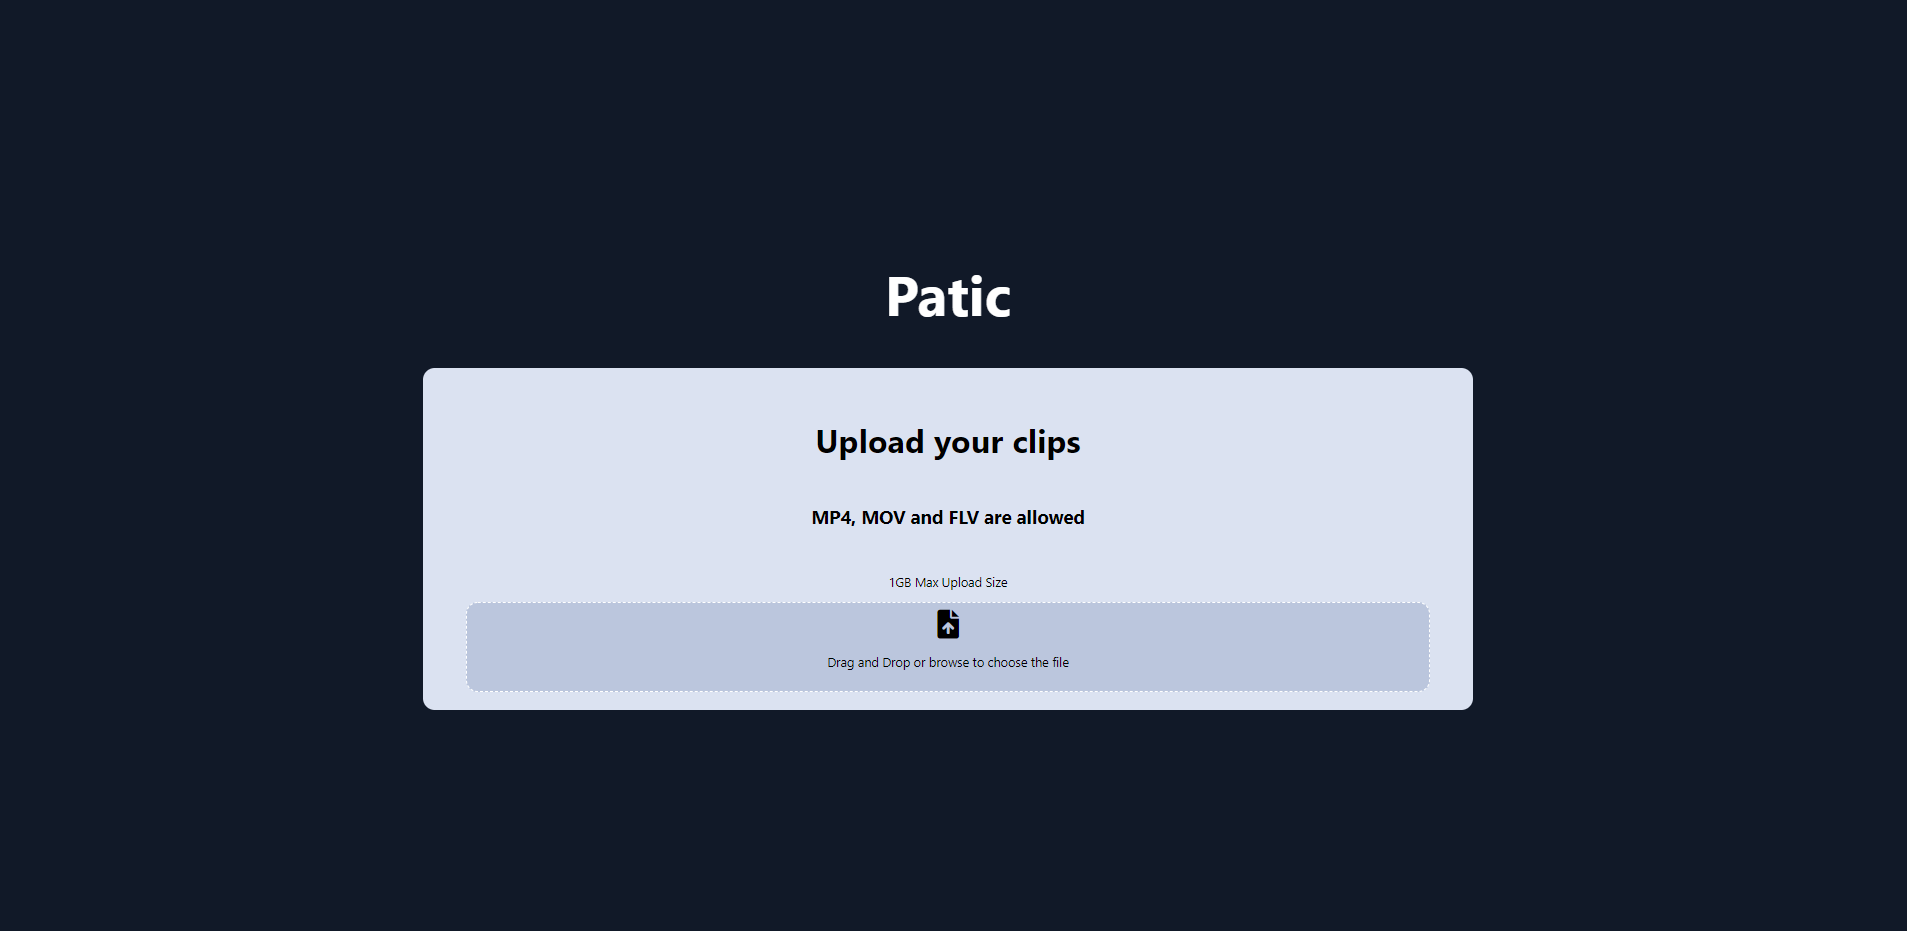 Patic
Upload your clips
MP4, MOV and FLV are allowed
1GB Max Upload Size
Drag and Drop or browse to choose the file